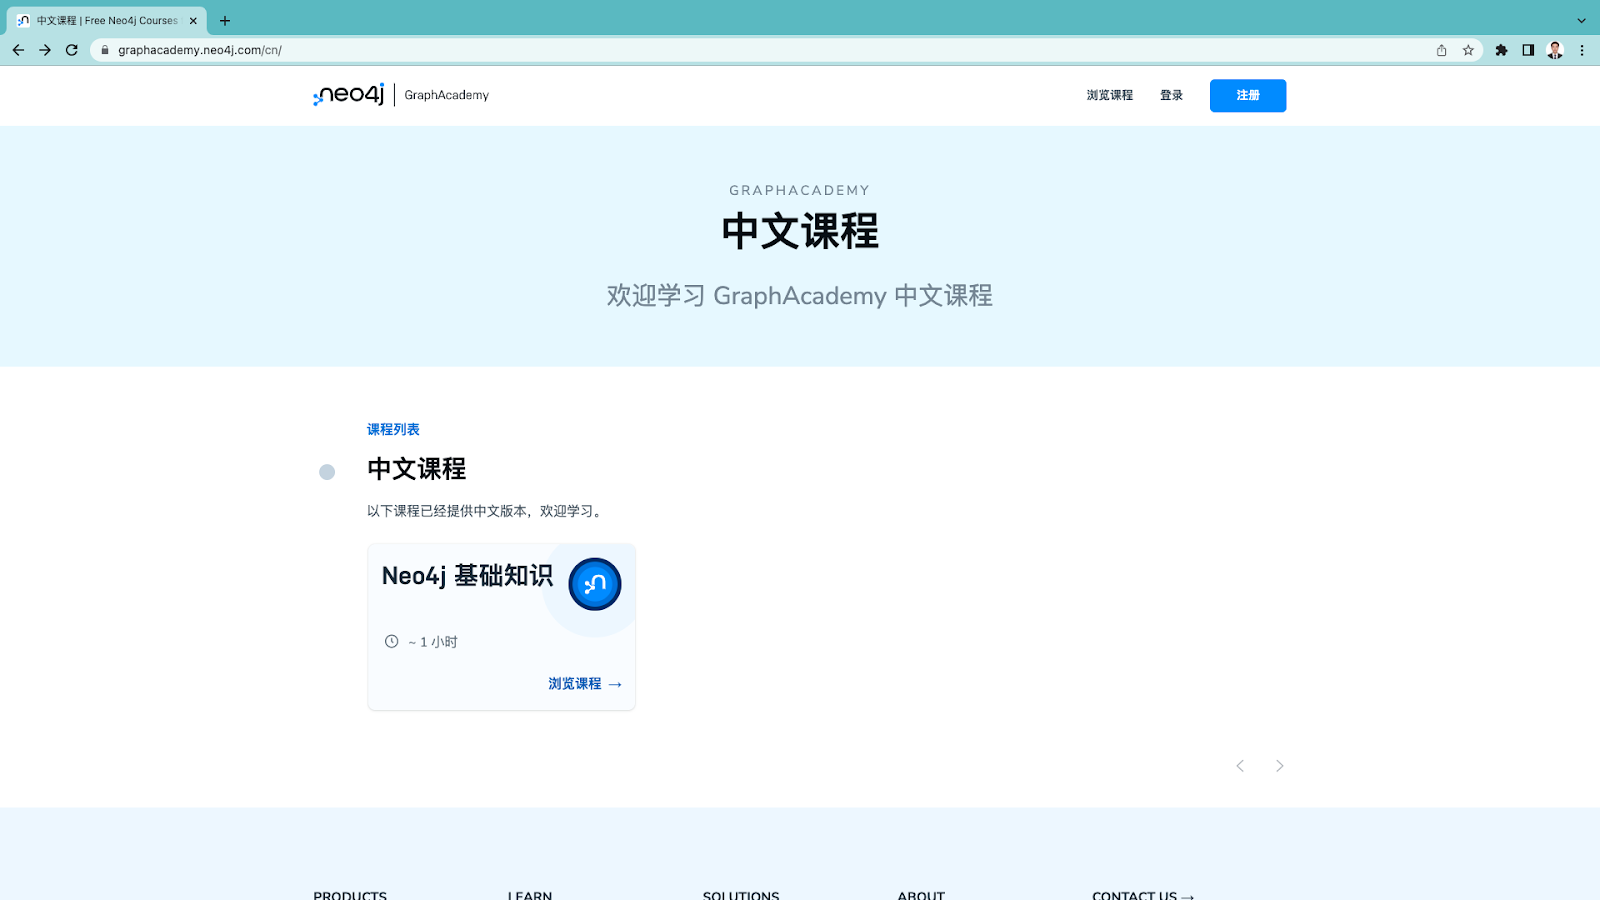 中文课程 | Free Neo4j Courses
graphacademy.neo4j.com/cn/
neo4j | GraphAcademy
浏览课程
登录
注册
GRAPHACADEMY
中文课程
欢迎学习 GraphAcademy 中文课程
课程列表
中文课程
以下课程已经提供中文版本，欢迎学习。
Neo4j 基础知识
~ 1 小时
浏览课程 →
PRODUCTS
LEARN
SOLUTIONS
ABOUT
CONTACT US →